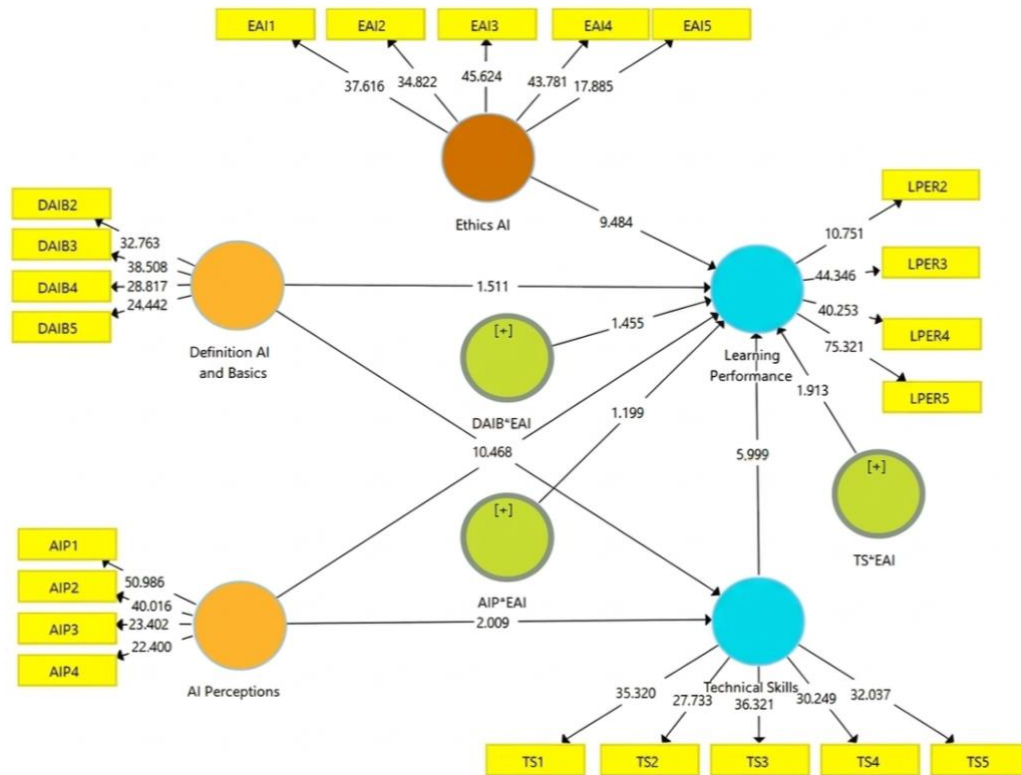 EAI1 EAI2 EAI3 EAI4 EAI5
37.616 34.822 45.624 43.781 17.885
Ethics AI
9.484
DAIB2
DAIB3
DAIB4
DAIB5
32.763
38.508
28.817
24.442
Definition AI
and Basics
1.511
[+]
1.455
DAIB*EAI
LPER2
LPER3
LPER4
LPER5
10.751
44.346
40.253
75.321
Learning
Performance
1.913
1.199
10.468
5.999
[+]
TS*EAI
[+]
AIP*EAI
AIP1
AIP2
AIP3
AIP4
50.986
40.016
23.402
22.400
AI Perceptions
2.009
Technical Skills
35.320 27.733 36.321 30.249 32.037
TS1 TS2 TS3 TS4 TS5